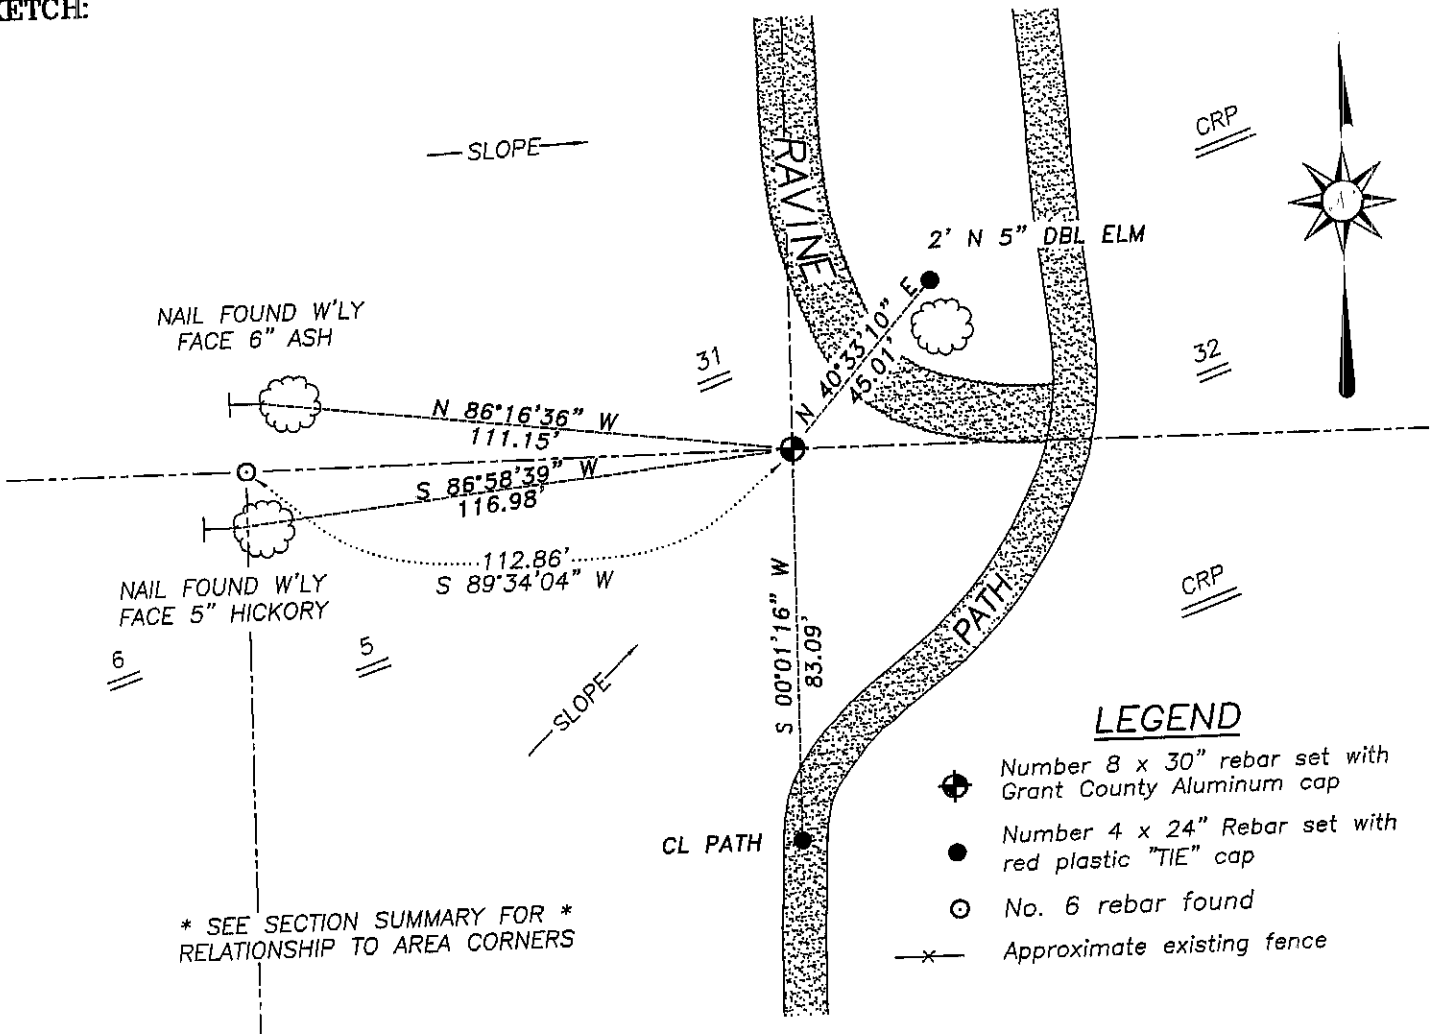 KETCH:
SLOPE
RAVINE
CRP
2' N 5" DBL ELM
NAIL FOUND W'LY
FACE 6" ASH
31
32
N 40°33'10" E
45.01'
N 86°16'36" W
111.15'
S 86°58'39" W
116.98'
112.86'
S 89°34'04" W
NAIL FOUND W'LY
FACE 5" HICKORY
6
5
SLOPE
S 00°01'16" W
83.09'
PATH
CRP
CL PATH
LEGEND
Number 8 x 30" rebar set with
Grant County Aluminum cap
Number 4 x 24" Rebar set with
red plastic "TIE" cap
No. 6 rebar found
Approximate existing fence
* SEE SECTION SUMMARY FOR *
RELATIONSHIP TO AREA CORNERS